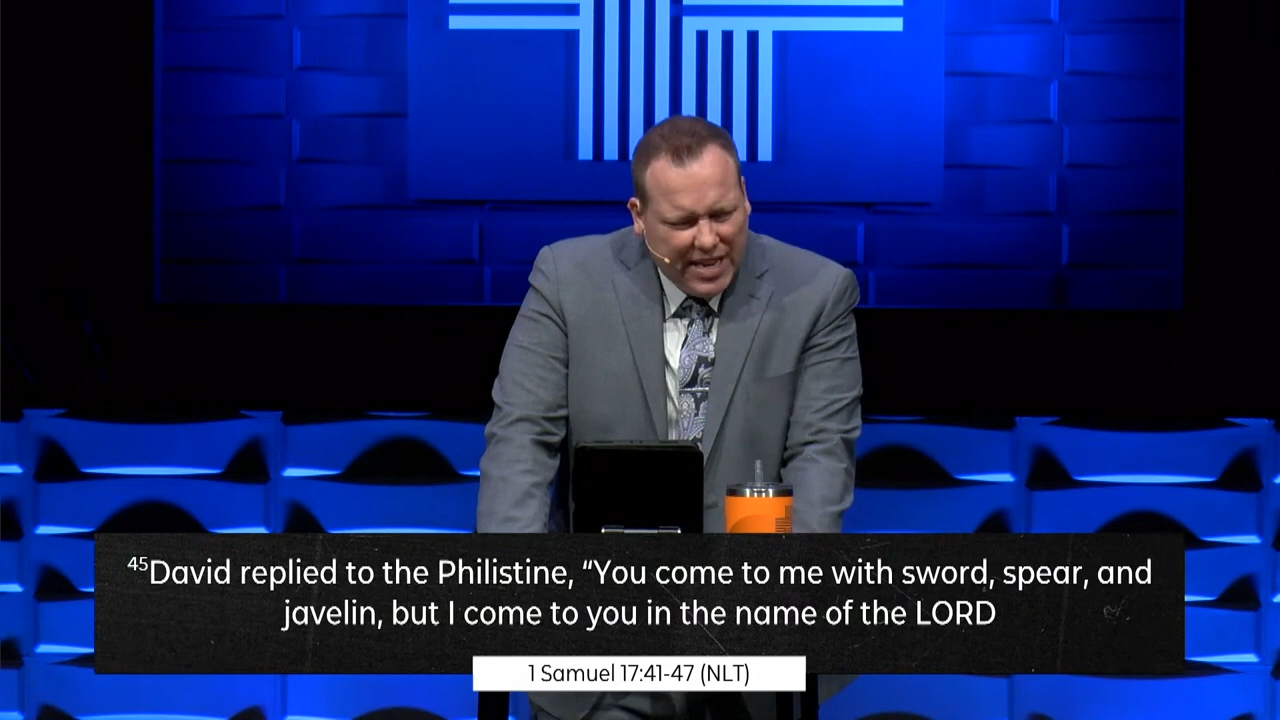 ⁴⁵David replied to the Philistine, “You come to me with sword, spear, and
javelin, but I come to you in the name of the LORD
1 Samuel 17:41-47 (NLT)